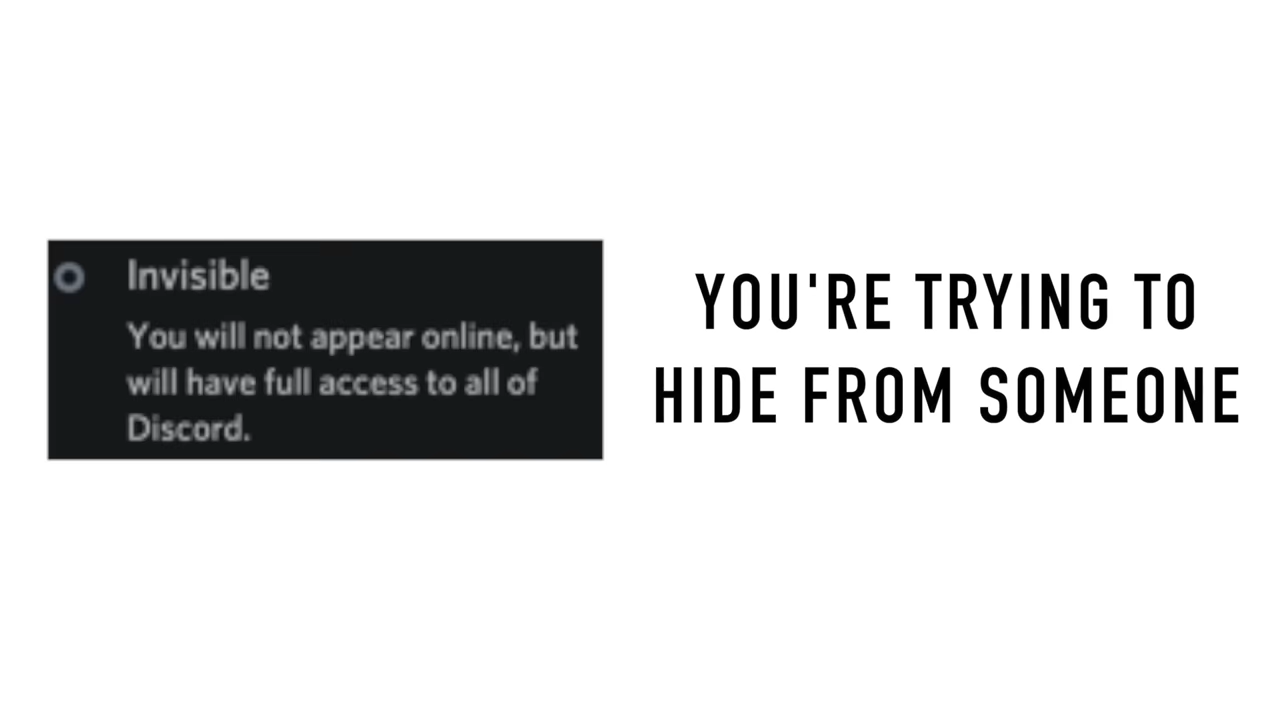 Invisible
You will not appear online, but
will have full access to all of
Discord.
YOU'RE TRYING TO
HIDE FROM SOMEONE